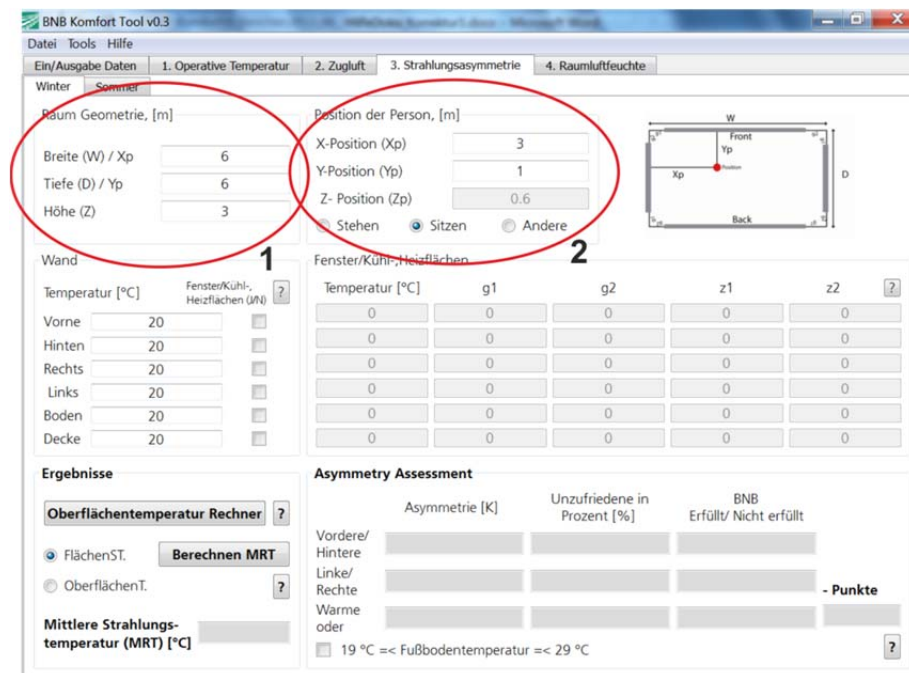 BNB Komfort Tool v0.3
Datei Tools Hilfe
Ein/Ausgabe Daten 1. Operative Temperatur 2. Zugluft 3. Strahlungsasymmetrie 4. Raumluftfeuchte
Winter Sommer
Raum Geometrie, [m]
Breite (W) / Xp 6
Tiefe (D) / Yp 6
Höhe (Z) 3
1
Position der Person, [m]
X-Position (Xp) 3
Y-Position (Yp) 1
Z- Position (Zp) 0.6
Stehen Sitzen Andere
2
W
Front
Yp
Position
Xp
D
Back
Wand
Temperatur [°C] Fenster/Kühl-, Heizflächen (J/N) ?
Vorne 20
Hinten 20
Rechts 20
Links 20
Boden 20
Decke 20
Fenster/Kühl-,Heizflächen
Temperatur [°C] g1 g2 z1 z2 ?
0 0 0 0 0
0 0 0 0 0
0 0 0 0 0
0 0 0 0 0
0 0 0 0 0
0 0 0 0 0
Ergebnisse
Oberflächentemperatur Rechner ?
FlächenST. Berechnen MRT
OberflächenT. ?
Mittlere Strahlungs-
temperatur (MRT) [°C]
Asymmetry Assessment
Asymmetrie [K] Unzufriedene in Prozent [%] BNB Erfüllt/ Nicht erfüllt
Vordere/
Hintere
Linke/
Rechte
- Punkte
Warme
oder
19 °C =< Fußbodentemperatur =< 29 °C ?